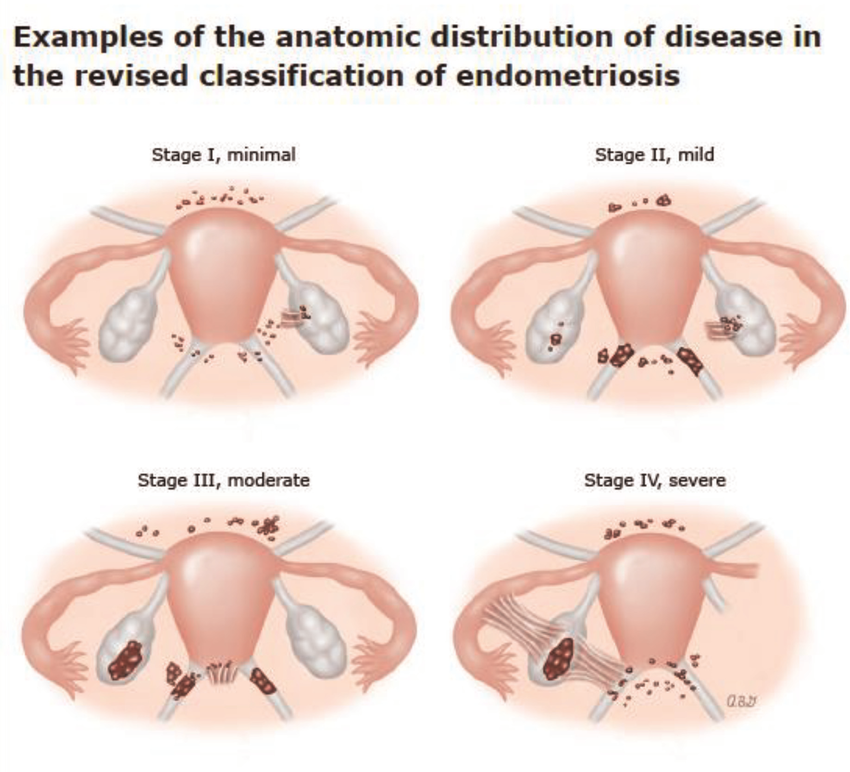 Examples of the anatomic distribution of disease in
the revised classification of endometriosis
Stage I, minimal
Stage II, mild
Stage III, moderate
Stage IV, severe